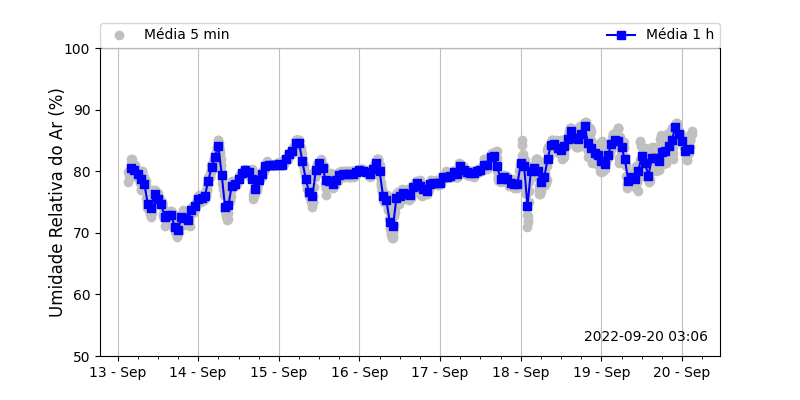 Média 5 min Média 1 h
100
90
80
70
60
50
Umidade Relativa do Ar (%)
2022-09-20 03:06
13 - Sep 14 - Sep 15 - Sep 16 - Sep 17 - Sep 18 - Sep 19 - Sep 20 - Sep